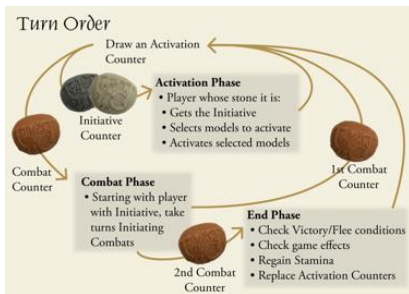 Turn Order
Draw an Activation
Counter
Activation Phase
• Player whose stone it is:
• Gets the Initiative
• Selects models to activate
• Activates selected models
Initiative
Counter
Combat
Counter
1st Combat
Counter
Combat Phase
• Starting with player
with Initiative, take
turns Initiating
Combats
2nd Combat
Counter
End Phase
• Check Victory/Flee conditions
• Check game effects
• Regain Stamina
• Replace Activation Counters